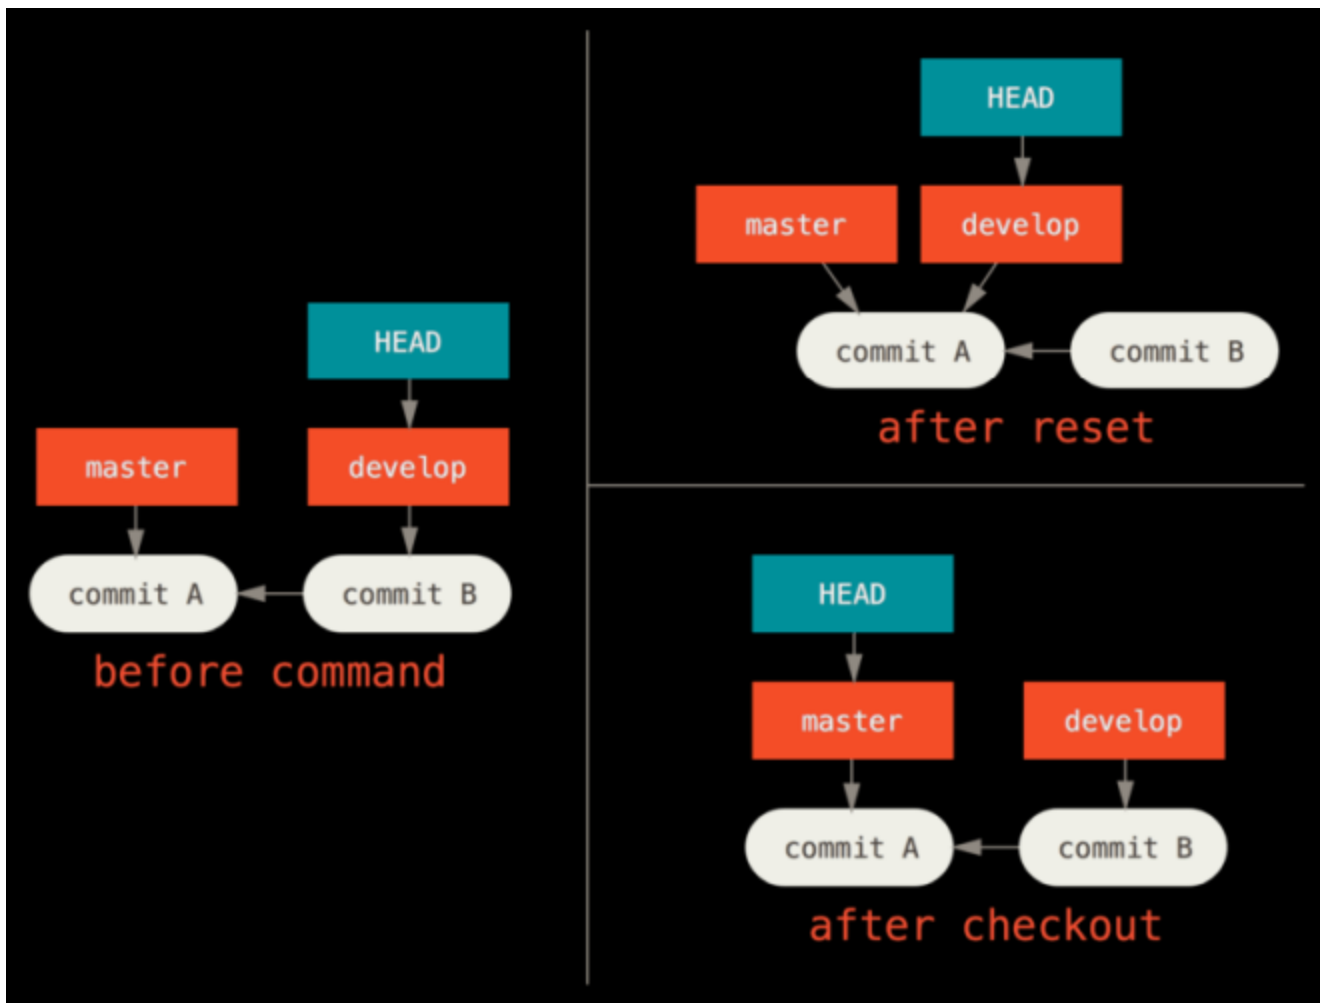 HEAD
master
develop
commit A
commit B
before command
HEAD
master
develop
commit A
commit B
after reset
HEAD
master
develop
commit A
commit B
after checkout